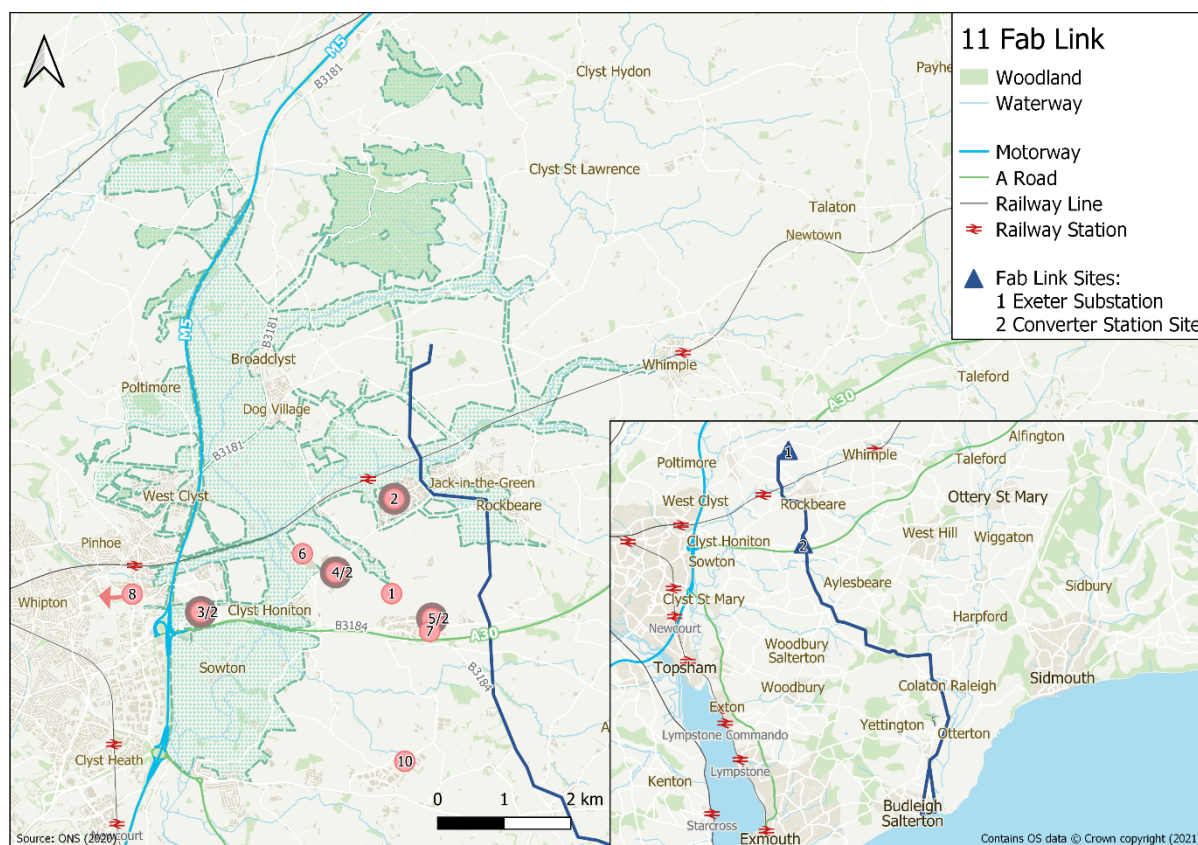 11 Fab Link
Woodland
Waterway
Motorway
A Road
Railway Line
Railway Station
Fab Link Sites:
1 Exeter Substation
2 Converter Station Site
M5
B3181
Clyst Hydon
Payhe
Clyst St Lawrence
Talaton
Newtown
M5
B3181
Broadclyst
Whimple
Poltimore
Dog Village
A30
Taleford
B3181
West Clyst
Jack-in-the-Green
2
Rockbeare
Pinhoe
6
4/2
Whipton
8
1
3/2
Clyst Honiton
5/2
7
B3184
A30
Sowton
B3184
A
Clyst Heath
10
0 1 2 km
Newcourt
Source: ONS (2020)
Poltimore
1
Whimple
Alfington
Taleford
West Clyst
Rockbeare
Ottery St Mary
Clyst Honiton
2
West Hill
Wiggaton
Sowton
Aylesbeare
Sidbury
Clyst St Mary
Harpford
Newcourt
Woodbury
Salterton
Topsham
Woodbury
Colaton Raleigh
Sidmouth
Exton
Yettington
Otterton
Lympstone Commando
Kenton
Lympstone
Budleigh
Salterton
Starcross
Exmouth
Contains OS data © Crown copyright (2021)